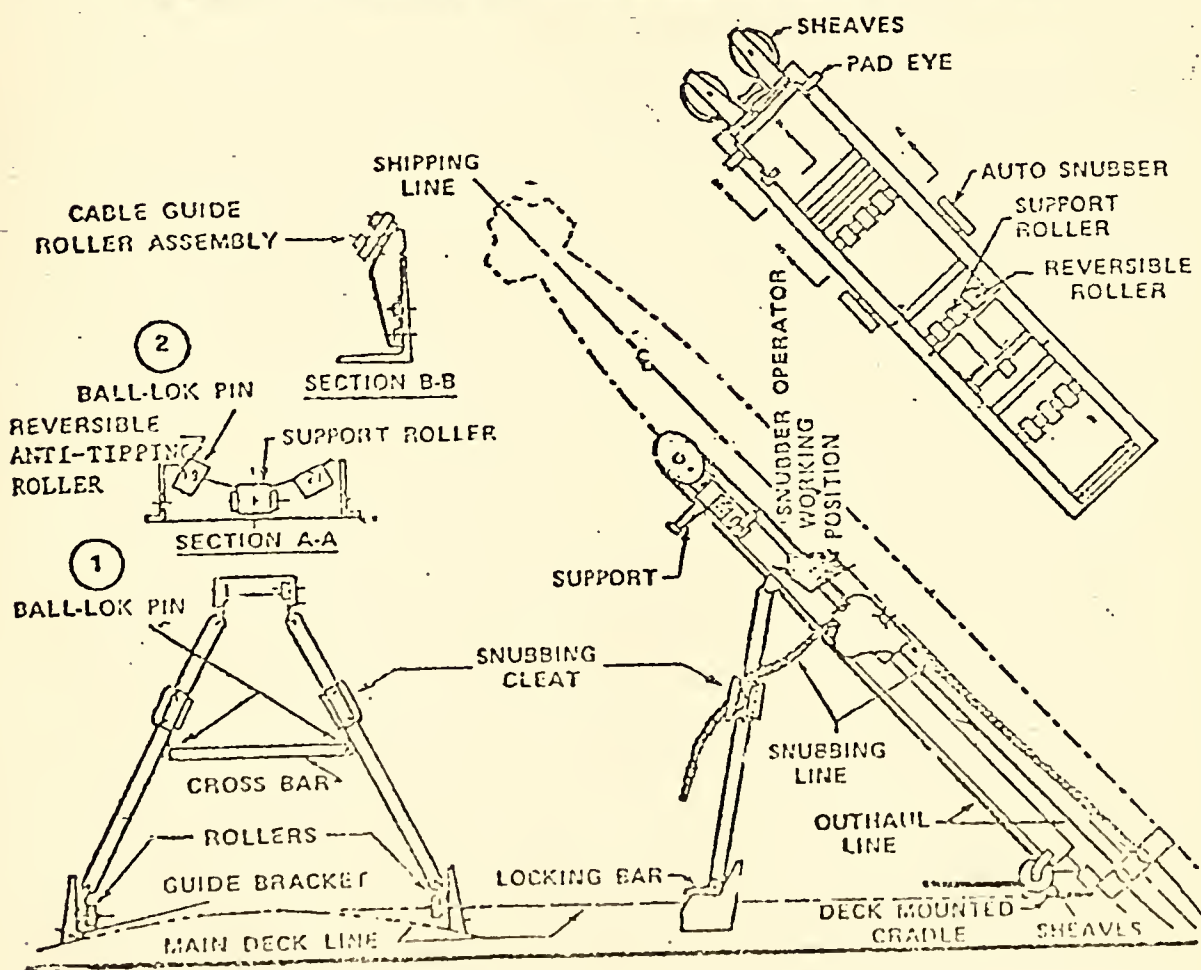 SHEAVES
PAD EYE
AUTO SNUBBER
SUPPORT
ROLLER
REVERSIBLE
ROLLER
SHIPPING
LINE
CABLE GUIDE
ROLLER ASSEMBLY
SECTION B-B
2
BALL-LOK PIN
REVERSIBLE
ANTI-TIPPING
ROLLER
SUPPORT ROLLER
SECTION A-A
SNUBBER OPERATOR
WORKING
POSITION
SUPPORT
1
BALL-LOK PIN
SNUBBING
CLEAT
CROSS BAR
SNUBBING
LINE
ROLLERS
OUTHAUL
LINE
GUIDE BRACKET
LOCKING BAR
MAIN DECK LINE
DECK MOUNTED
CRADLE
SHEAVES